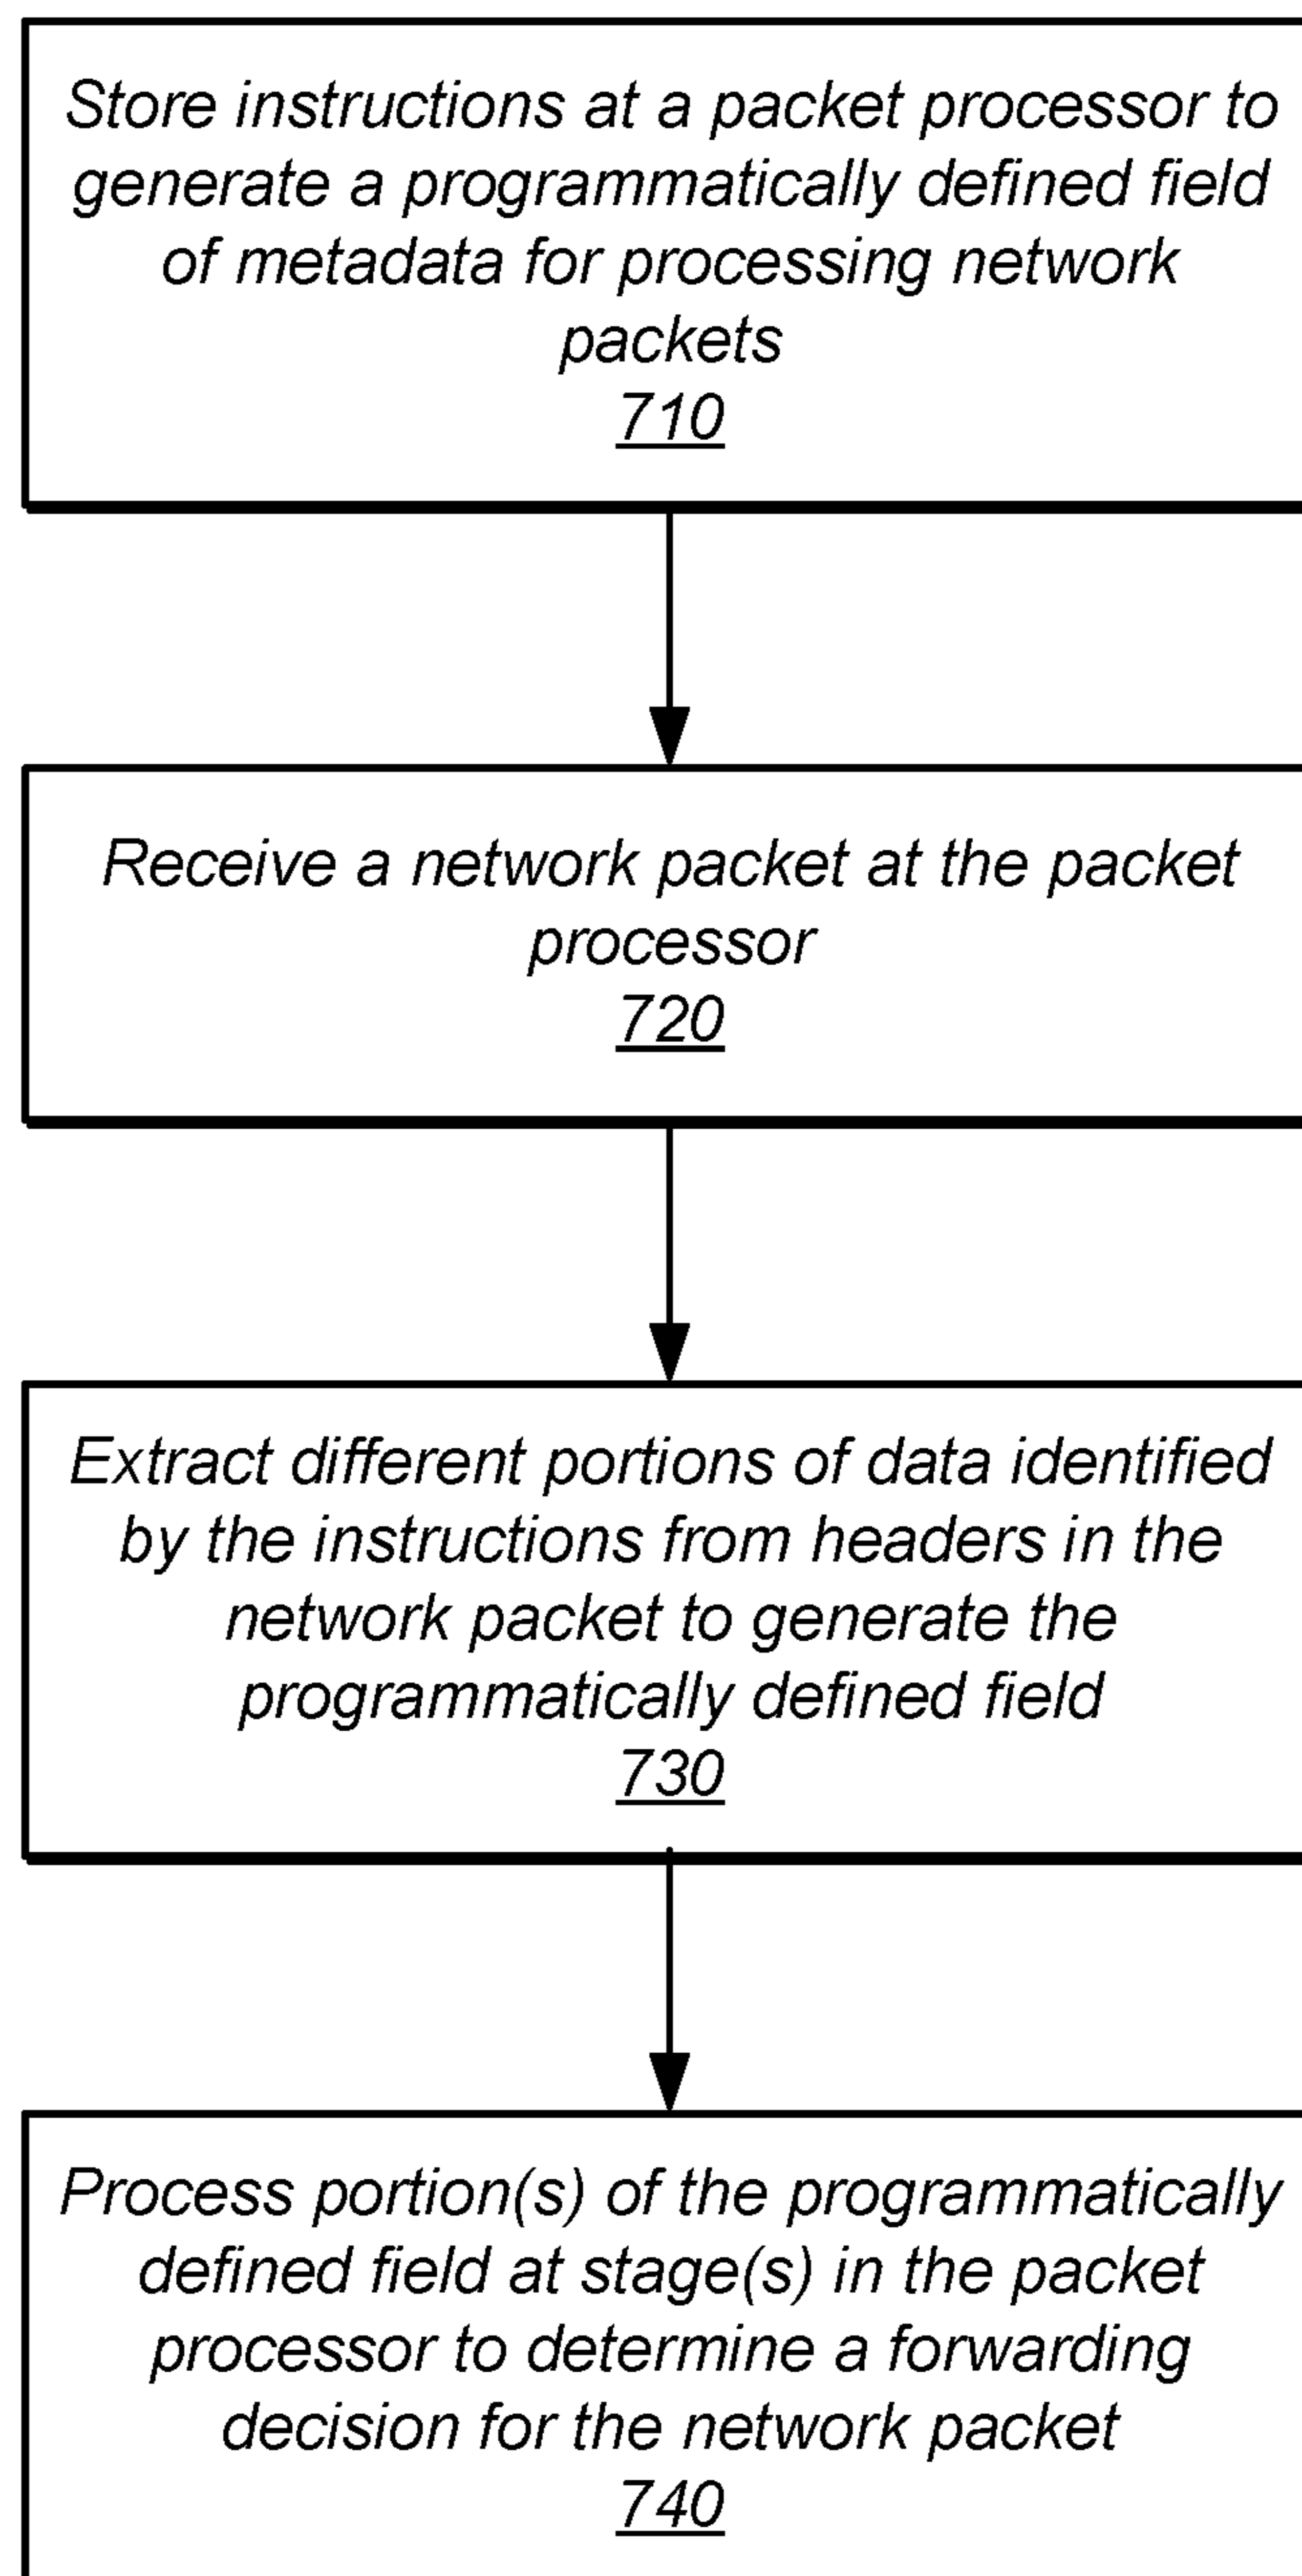 Store instructions at a packet processor to
generate a programmatically defined field
of metadata for processing network
packets
710
Receive a network packet at the packet
processor
720
Extract different portions of data identified
by the instructions from headers in the
network packet to generate the
programmatically defined field
730
Process portion(s) of the programmatically
defined field at stage(s) in the packet
processor to determine a forwarding
decision for the network packet
740